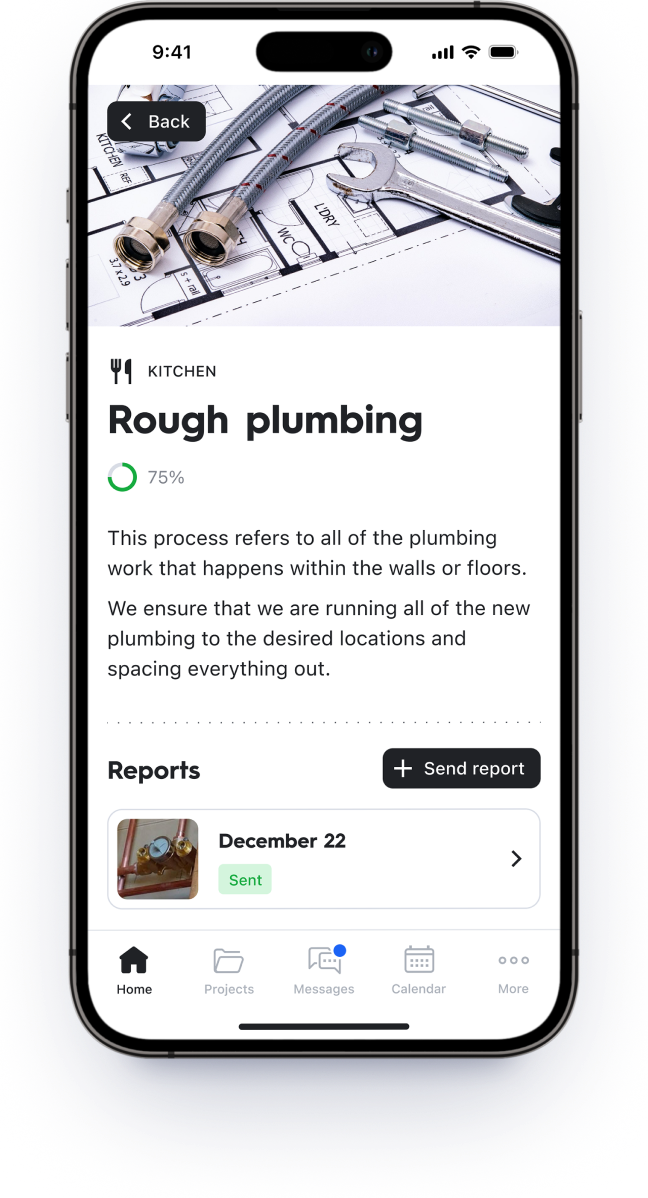 9:41
Back
KITCHEN
REF
L'DRY
WC
3.7 x 2.9
s + rail
KITCHEN
Rough plumbing
75%
This process refers to all of the plumbing
work that happens within the walls or floors.
We ensure that we are running all of the new
plumbing to the desired locations and
spacing everything out.
Reports
+ Send report
December 22
Sent
Home
Projects
Messages
Calendar
More